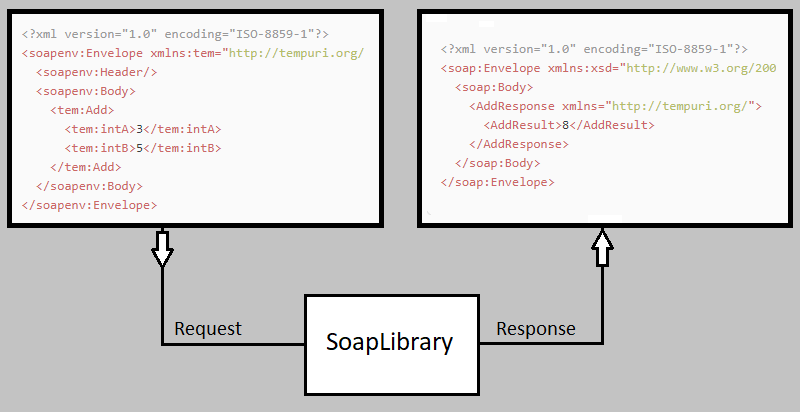 <?xml version="1.0" encoding="ISO-8859-1"?>
<soapenv:Envelope xmlns:tem="http://tempuri.org/
<soapenv:Header/>
<soapenv:Body>
<tem:Add>
<tem:intA>3</tem:intA>
<tem:intB>5</tem:intB>
</tem:Add>
</soapenv:Body>
</soapenv:Envelope>
<?xml version="1.0" encoding="ISO-8859-1"?>
<soap:Envelope xmlns:xsd="http://www.w3.org/200
<soap:Body>
<AddResponse xmlns="http://tempuri.org/">
<AddResult>8</AddResult>
</AddResponse>
</soap:Body>
</soap:Envelope>
Request
SoapLibrary
Response